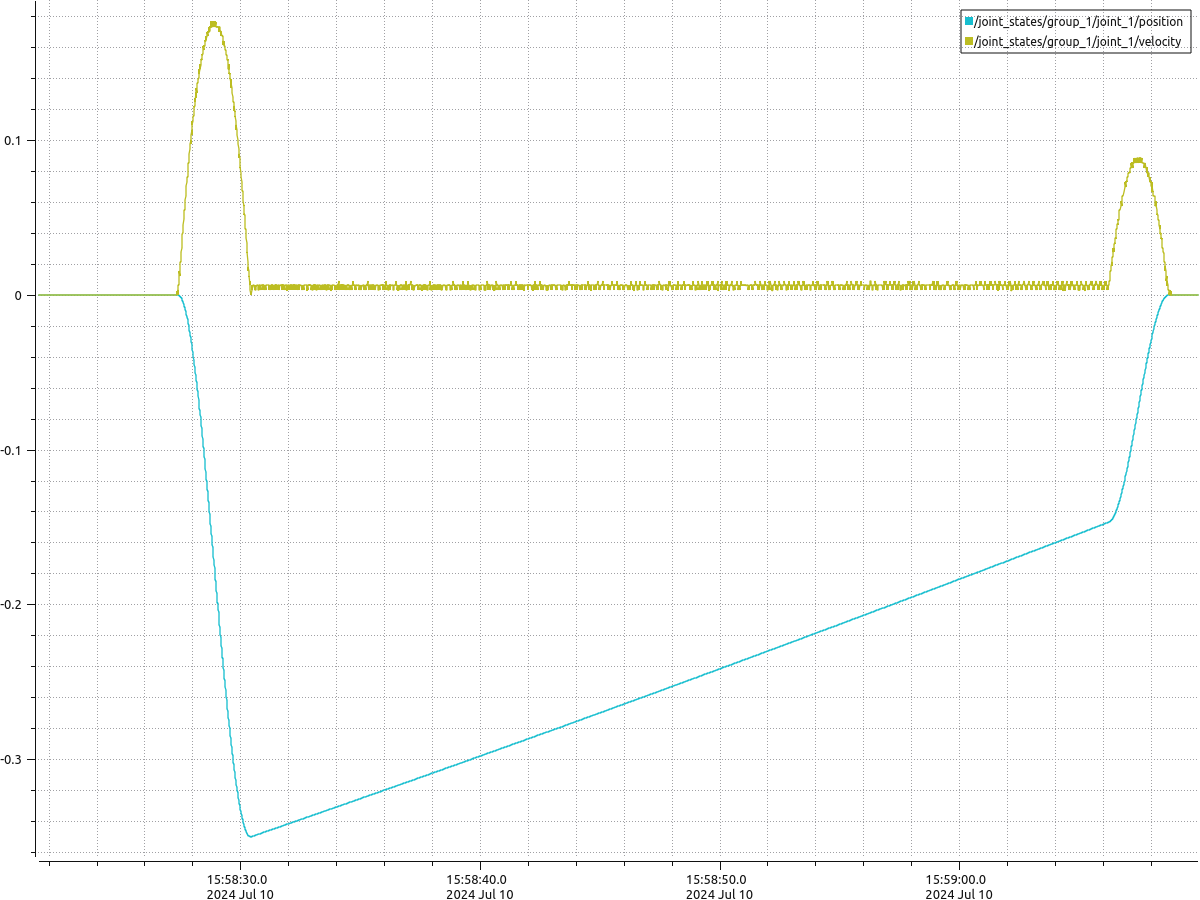 /joint_states/group_1/joint_1/position
/joint_states/group_1/joint_1/velocity
0.1
0
-0.1
-0.2
-0.3
15:58:30.0
2024 Jul 10
15:58:40.0
2024 Jul 10
15:58:50.0
2024 Jul 10
15:59:00.0
2024 Jul 10